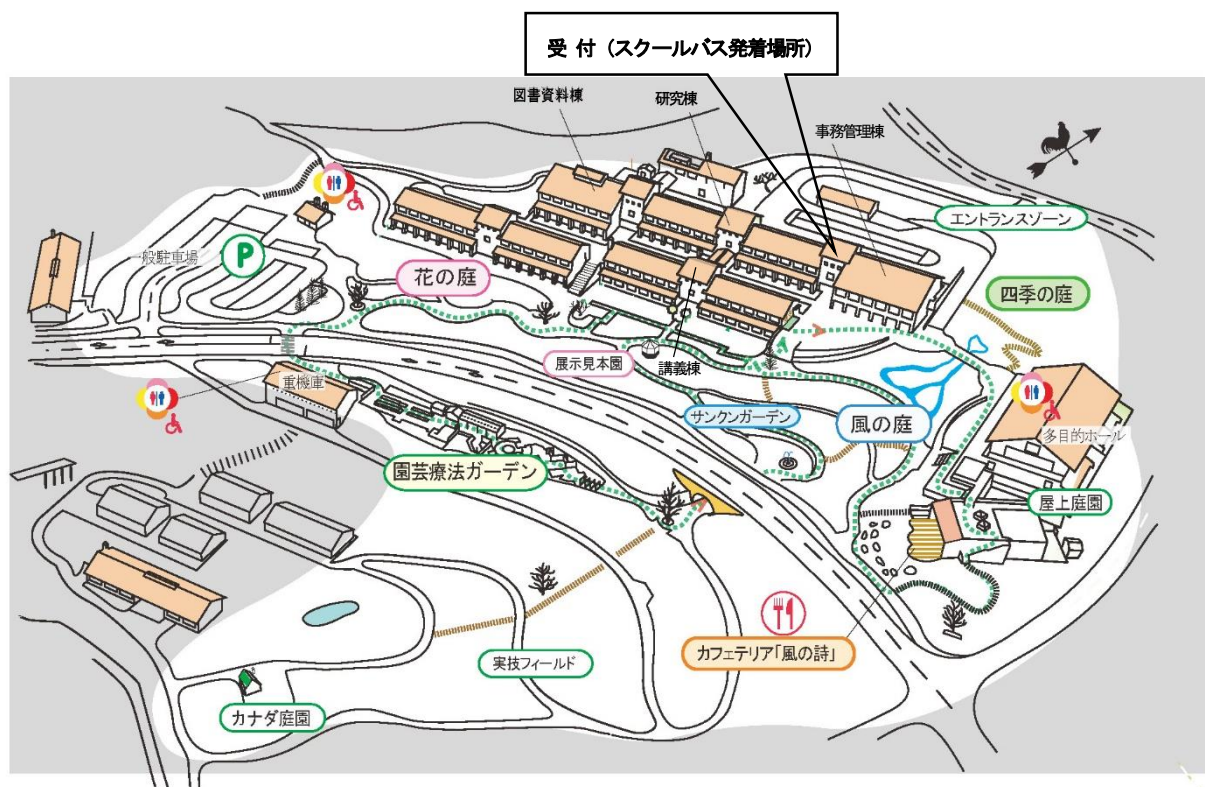 受 付（スクールバス発着場所）
図書資料棟
研究棟
事務管理棟
エントランスゾーン
一般駐車場
P
花の庭
四季の庭
展示見本園
講義棟
重機庫
サンクンガーデン
風の庭
多目的ホール
園芸療法ガーデン
屋上庭園
カフェテリア「風の詩」
実技フィールド
カナダ庭園